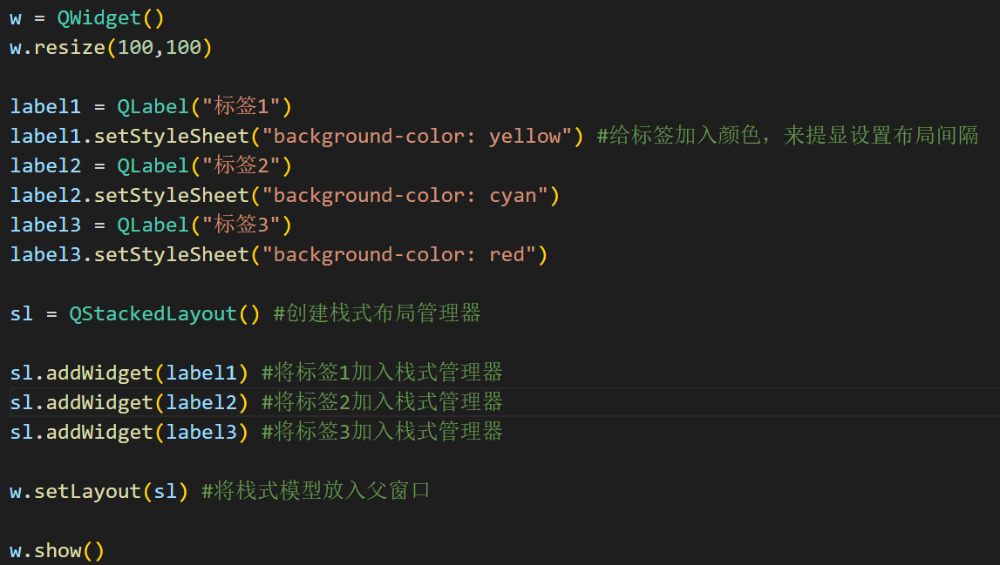 w = QWidget()
w.resize(100,100)
label1 = QLabel("标签1")
label1.setStyleSheet("background-color: yellow") #给标签加入颜色，来提显设置布局间隔
label2 = QLabel("标签2")
label2.setStyleSheet("background-color: cyan")
label3 = QLabel("标签3")
label3.setStyleSheet("background-color: red")
sl = QStackedLayout() #创建栈式布局管理器
sl.addWidget(label1) #将标签1加入栈式管理器
sl.addWidget(label2) #将标签2加入栈式管理器
sl.addWidget(label3) #将标签3加入栈式管理器
w.setLayout(sl) #将栈式模型放入父窗口
w.show()